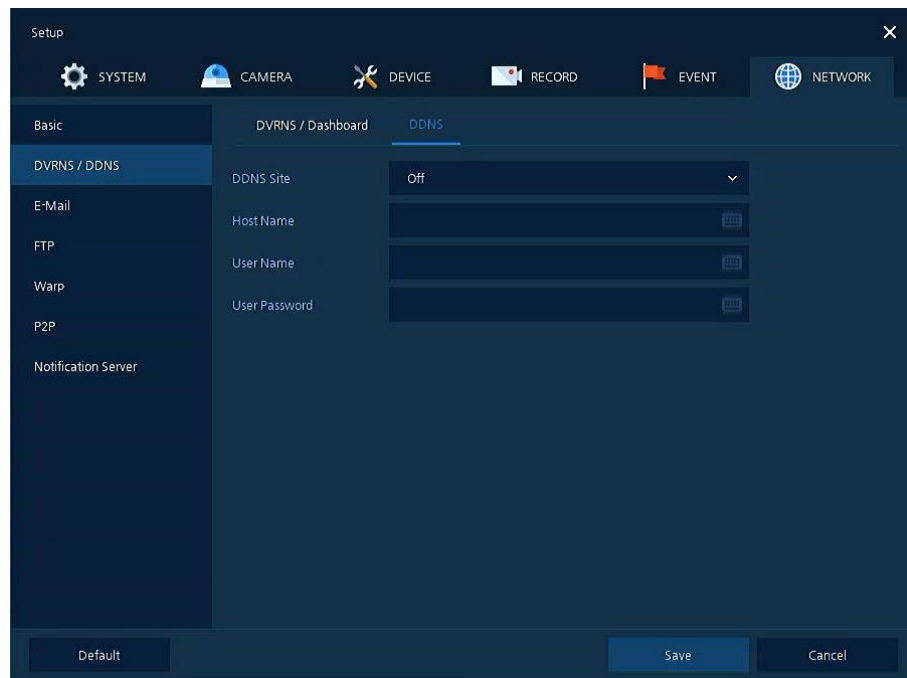 Setup
SYSTEM CAMERA DEVICE RECORD EVENT NETWORK
Basic
DVRNS / DDNS
E-Mail
FTP
Warp
P2P
Notification Server
DVRNS / Dashboard DDNS
DDNS Site Off
Host Name
User Name
User Password
Default Save Cancel